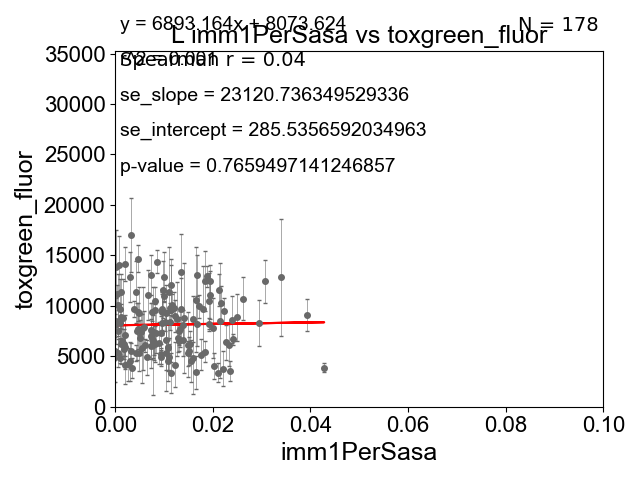 y = 6893.164x + 8073.624
N = 178
L imm1PerSasa vs toxgreen_fluor
Spearman r = 0.04
se_slope = 23120.736349529336
se_intercept = 285.5356592034963
p-value = 0.7659497141246857
35000
30000
25000
20000
15000
10000
5000
0
toxgreen_fluor
0.00 0.02 0.04 0.06 0.08 0.10
imm1PerSasa